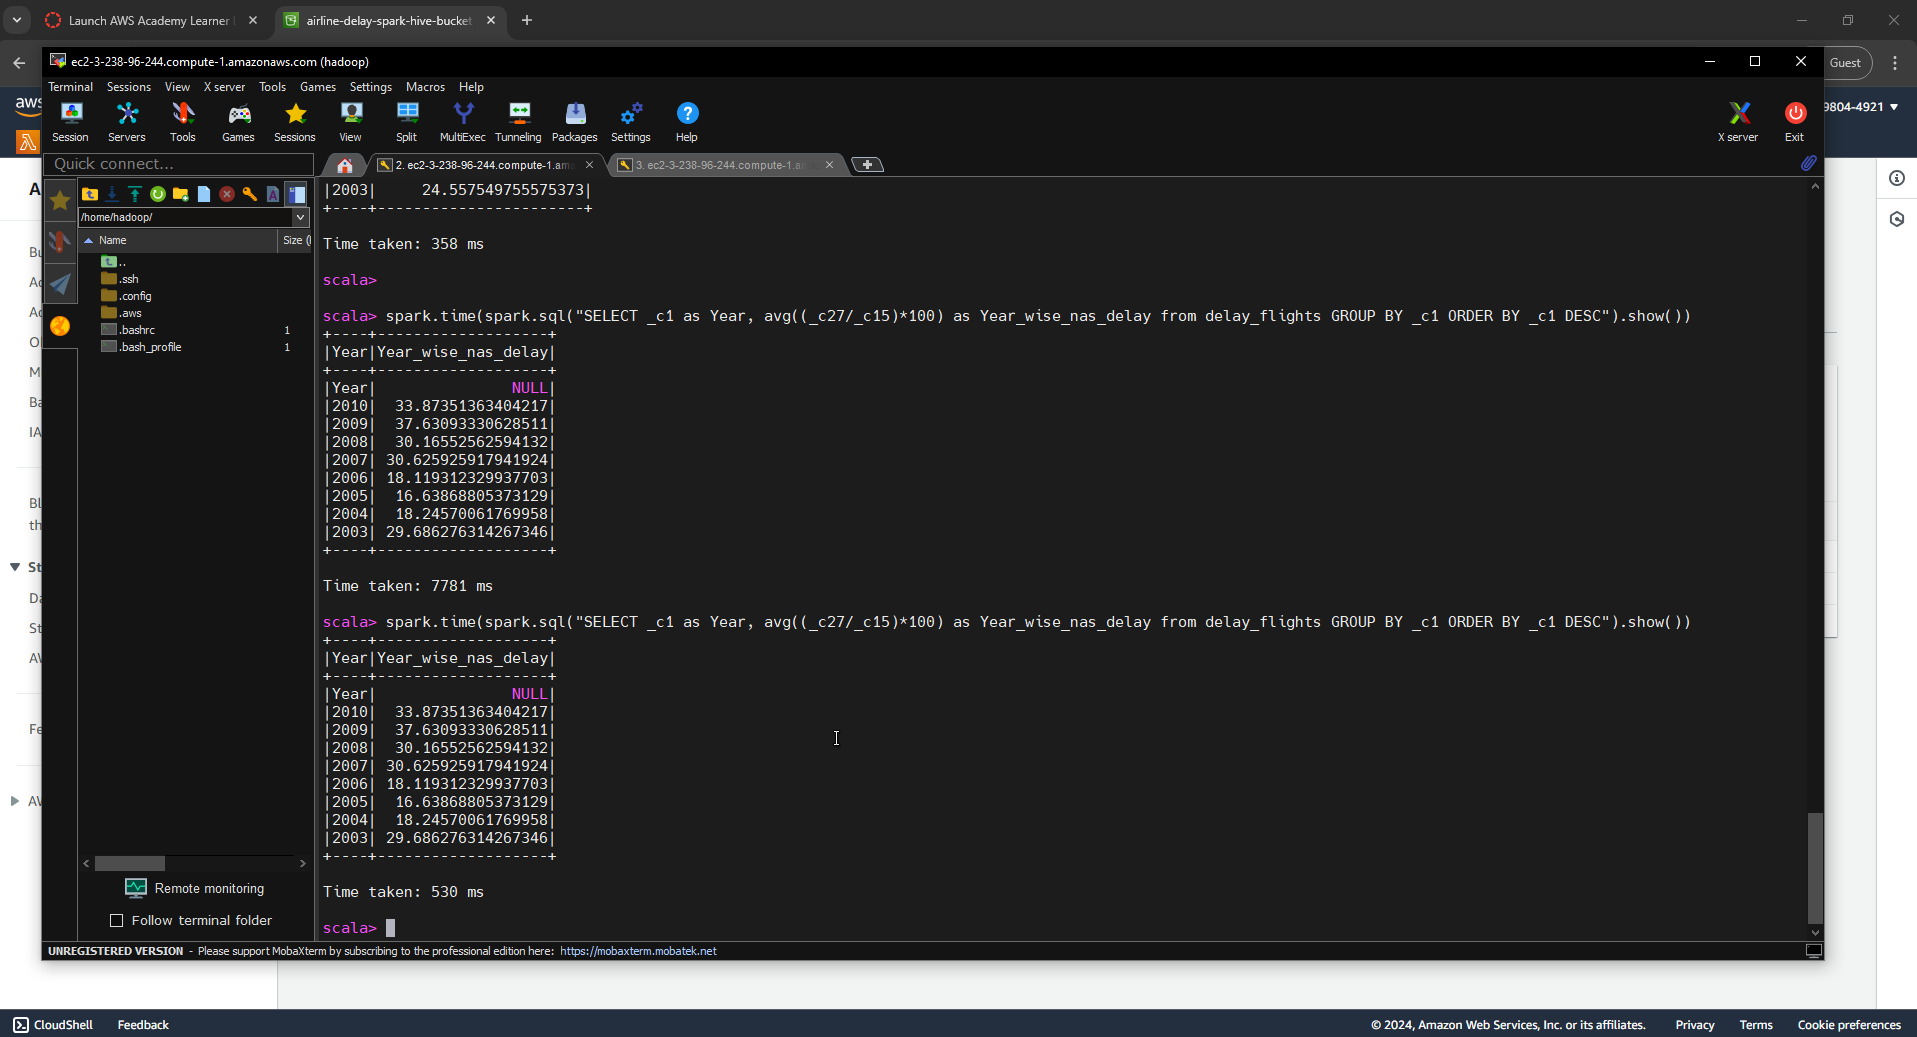 Launch AWS Academy Learner
airline-delay-spark-hive-bucket
ec2-3-238-96-244.compute-1.amazonaws.com (hadoop)
Guest
Terminal Sessions View X server Tools Games Settings Macros Help
aws
9804-4921
Session Servers Tools Games Sessions View Split MultiExec Tunneling Packages Settings Help X server Exit
Quick connect...
2. ec2-3-238-96-244.compute-1.am
3. ec2-3-238-96-244.compute-1.a
/home/hadoop/
Name Size (
..
.ssh
.config
.aws
.bashrc 1
.bash_profile 1
|2003| 24.557549755575373|
+----+-----------------------+
Time taken: 358 ms
scala>
scala> spark.time(spark.sql("SELECT _c1 as Year, avg((_c27/_c15)*100) as Year_wise_nas_delay from delay_flights GROUP BY _c1 ORDER BY _c1 DESC").show())
+----+-------------------+
|Year|Year_wise_nas_delay|
+----+-------------------+
|Year| NULL|
|2010| 33.87351363404217|
|2009| 37.63093330628511|
|2008| 30.16552562594132|
|2007| 30.625925917941924|
|2006| 18.119312329937703|
|2005| 16.63868805373129|
|2004| 18.24570061769958|
|2003| 29.686276314267346|
+----+-------------------+
Time taken: 7781 ms
scala> spark.time(spark.sql("SELECT _c1 as Year, avg((_c27/_c15)*100) as Year_wise_nas_delay from delay_flights GROUP BY _c1 ORDER BY _c1 DESC").show())
+----+-------------------+
|Year|Year_wise_nas_delay|
+----+-------------------+
|Year| NULL|
|2010| 33.87351363404217|
|2009| 37.63093330628511|
|2008| 30.16552562594132|
|2007| 30.625925917941924|
|2006| 18.119312329937703|
|2005| 16.63868805373129|
|2004| 18.24570061769958|
|2003| 29.686276314267346|
+----+-------------------+
Time taken: 530 ms
scala>
Remote monitoring
Follow terminal folder
UNREGISTERED VERSION - Please support MobaXterm by subscribing to the professional edition here: https://mobaxterm.mobatek.net
CloudShell Feedback
© 2024, Amazon Web Services, Inc. or its affiliates. Privacy Terms Cookie preferences